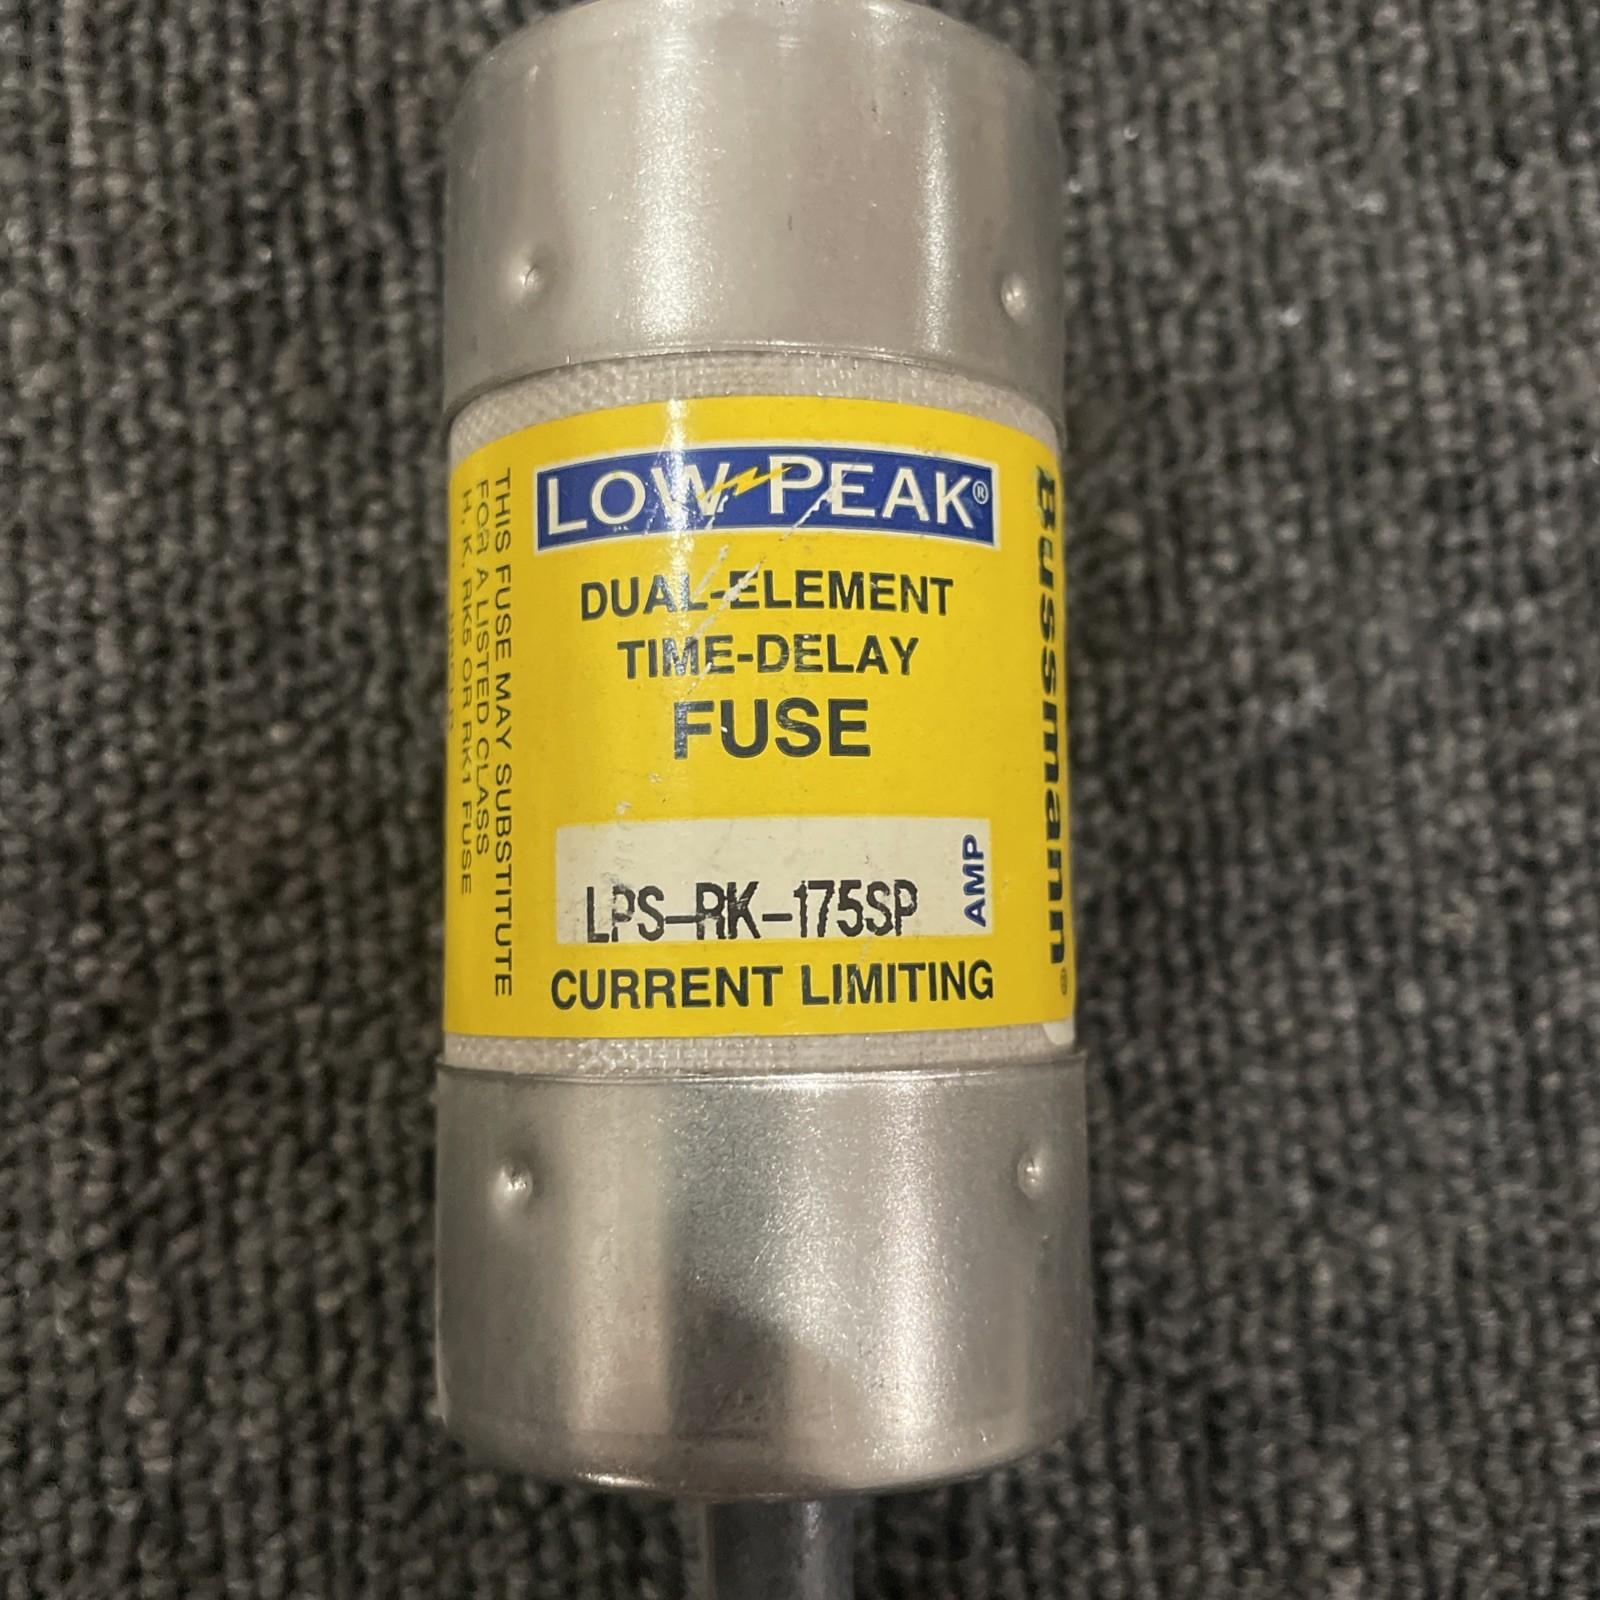 LOW-PEAK®
DUAL-ELEMENT
TIME-DELAY
FUSE
LPS-RK-175SP
AMP
CURRENT LIMITING
Bussmann®
THIS FUSE MAY SUBSTITUTE
FOR A LISTED CLASS
H, K, RK5 OR RK1 FUSE